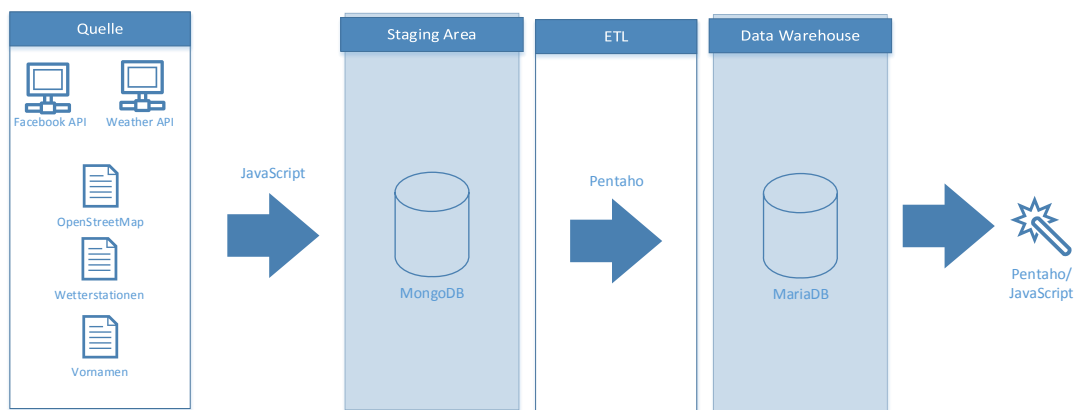 Quelle
Facebook API
Weather API
OpenStreetMap
Wetterstationen
Vornamen
JavaScript
Staging Area
MongoDB
ETL
Pentaho
Data Warehouse
MariaDB
Pentaho/
JavaScript